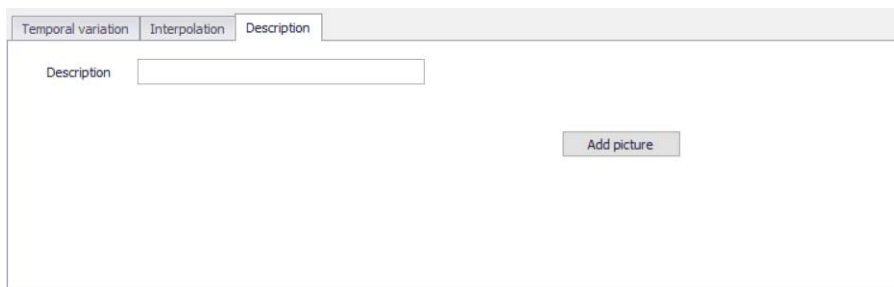 Temporal variation Interpolation Description
Description
Add picture